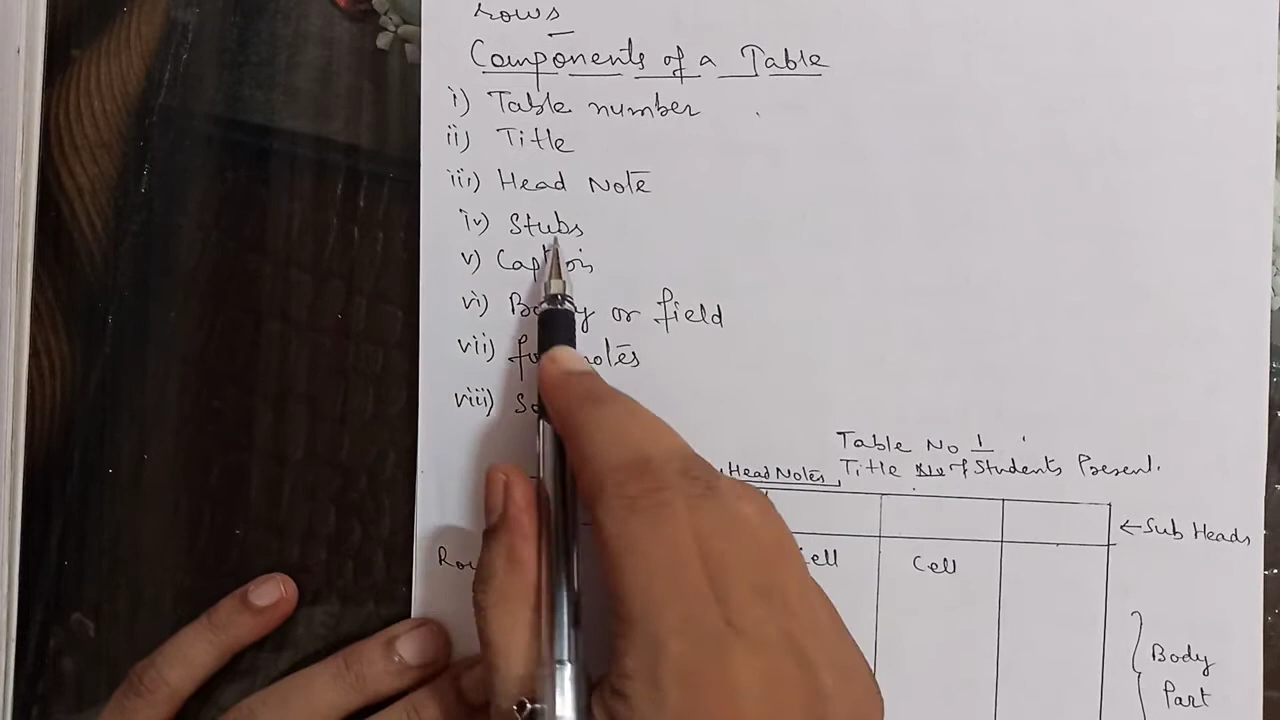 rows
Components of a Table
i) Table number
ii) Title
iii) Head Note
iv) Stubs
v)
vi) or field
vii)
viii)
Table No 1
Head Notes Title No of Students Present.
← Sub Heads
Cell
Body
Part